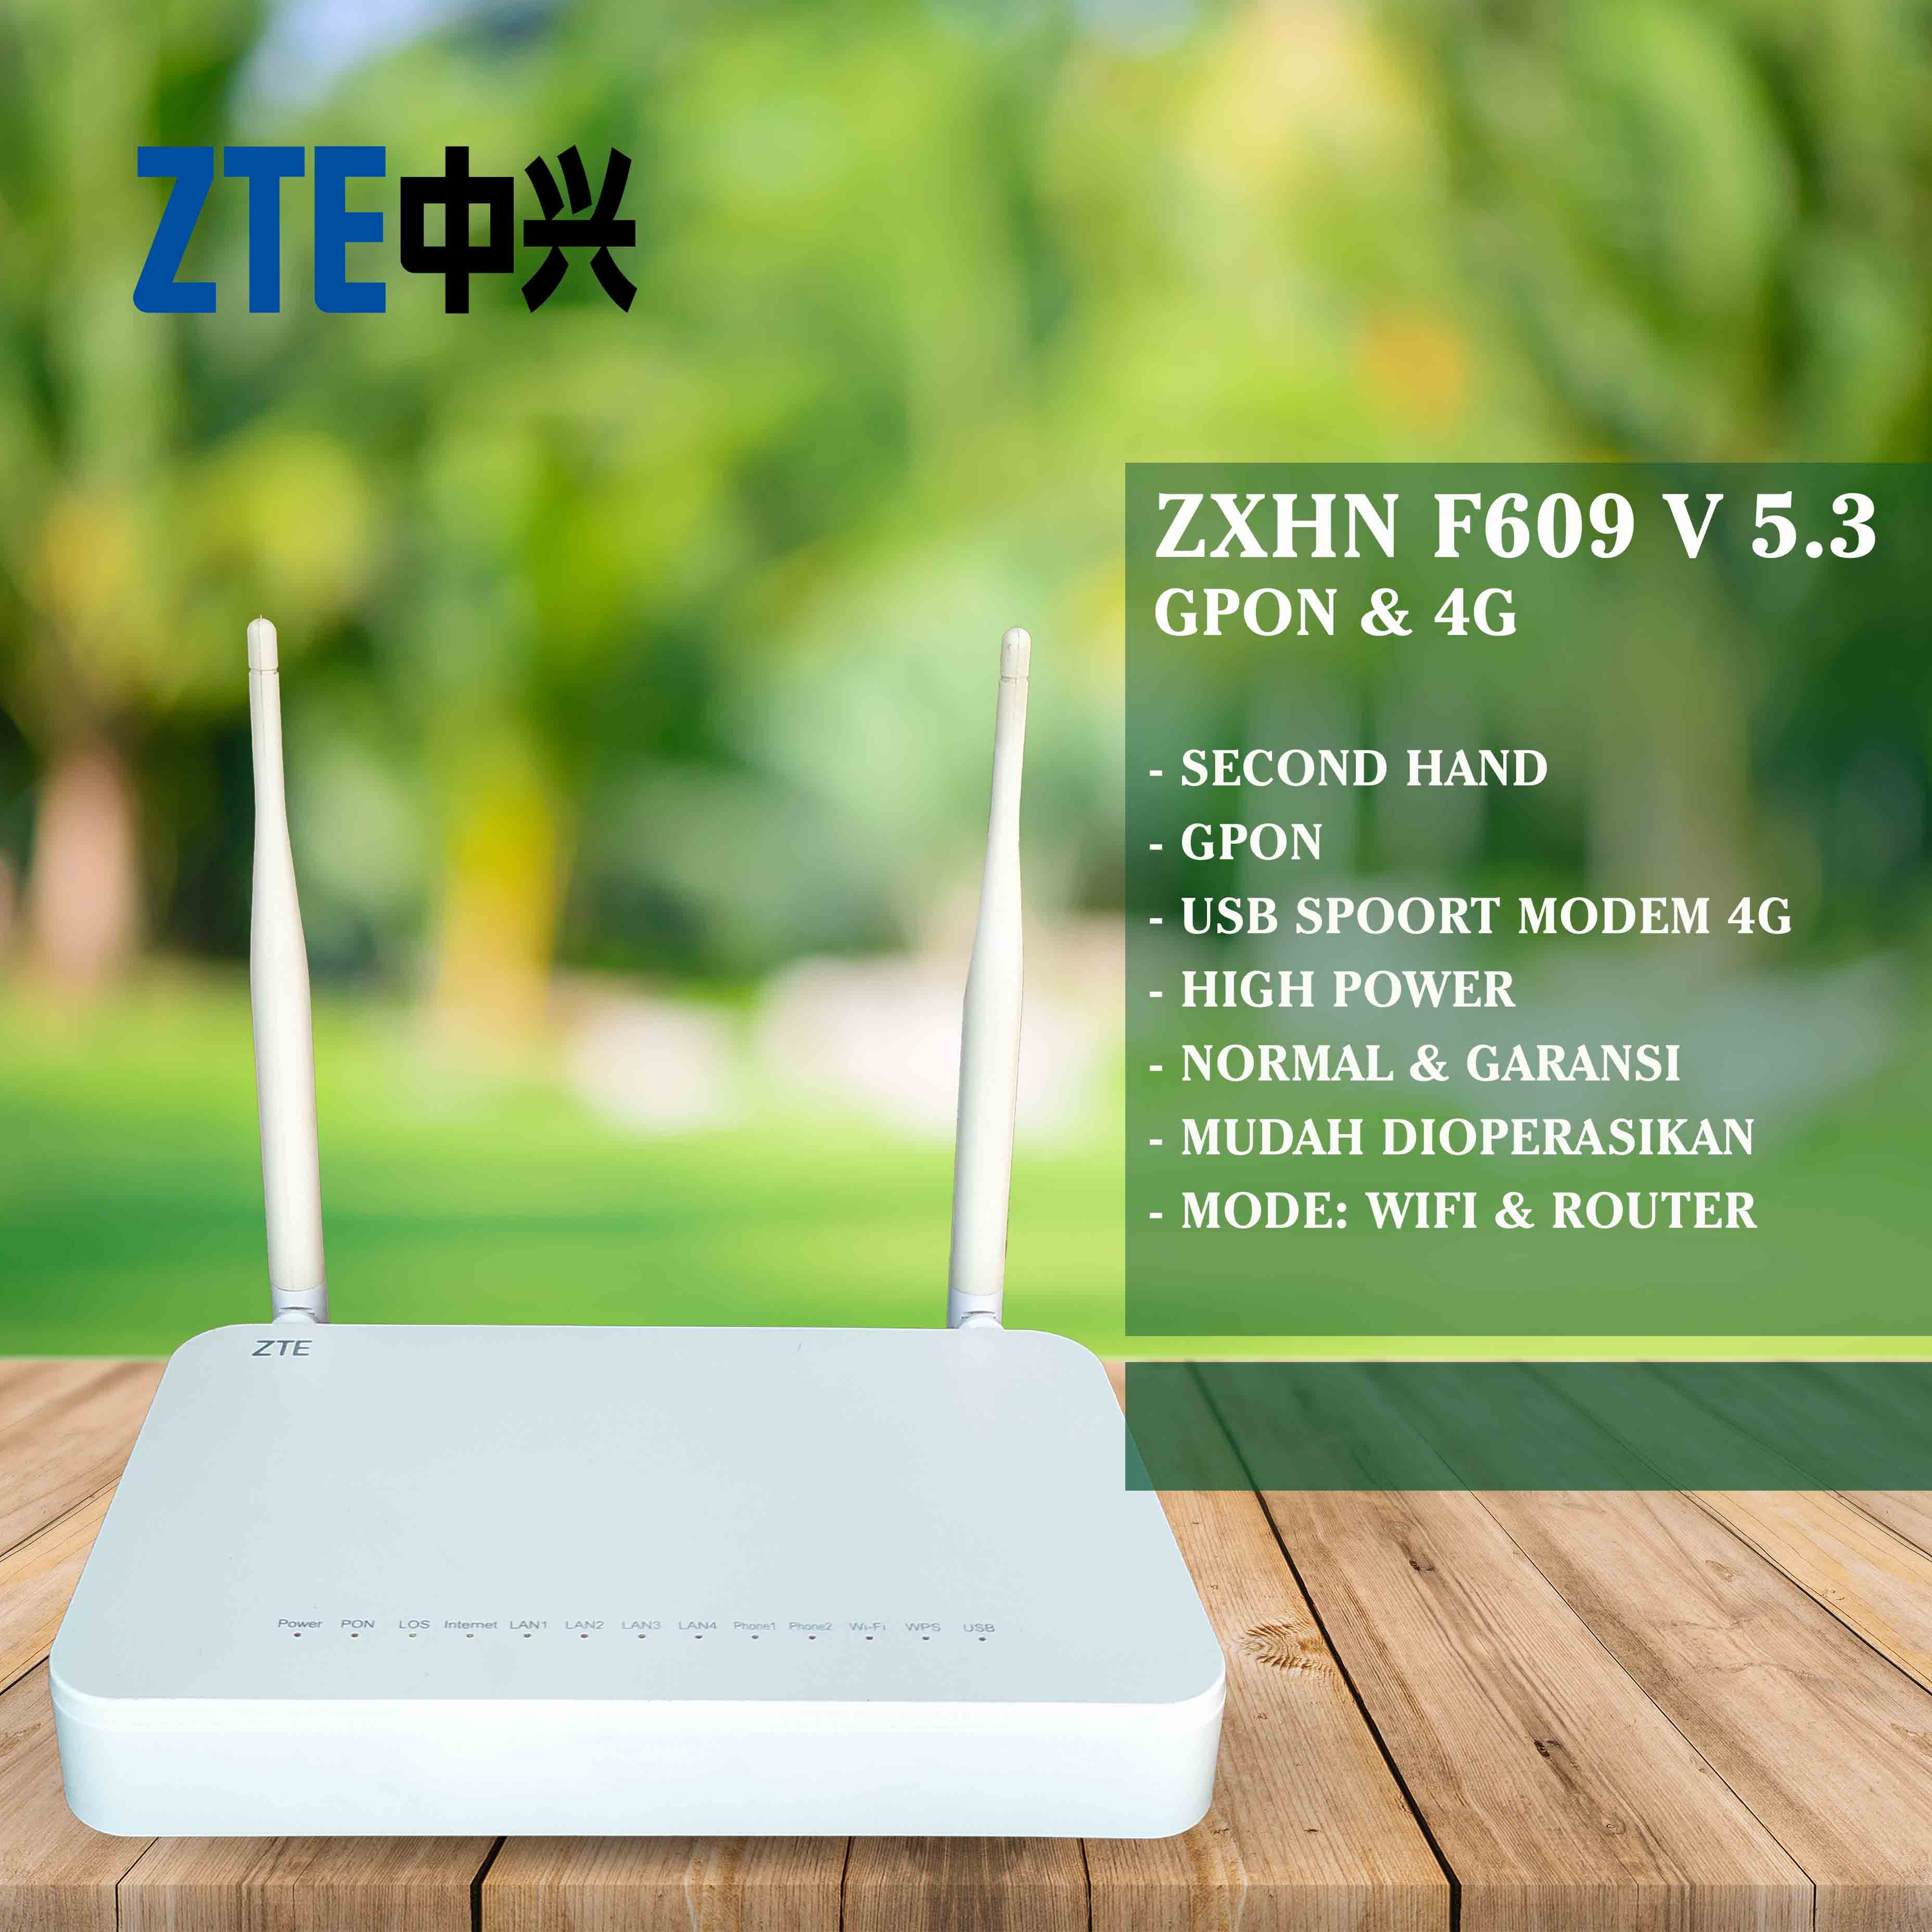 ZTE中兴
ZXHN F609 V 5.3
GPON & 4G
- SECOND HAND
- GPON
- USB SPOORT MODEM 4G
- HIGH POWER
- NORMAL & GARANSI
- MUDAH DIOPERASIKAN
- MODE: WIFI & ROUTER
ZTE
Power PON LOS Internet LAN1 LAN2 LAN3 LAN4 Phone1 Phone2 Wi-Fi WPS USB